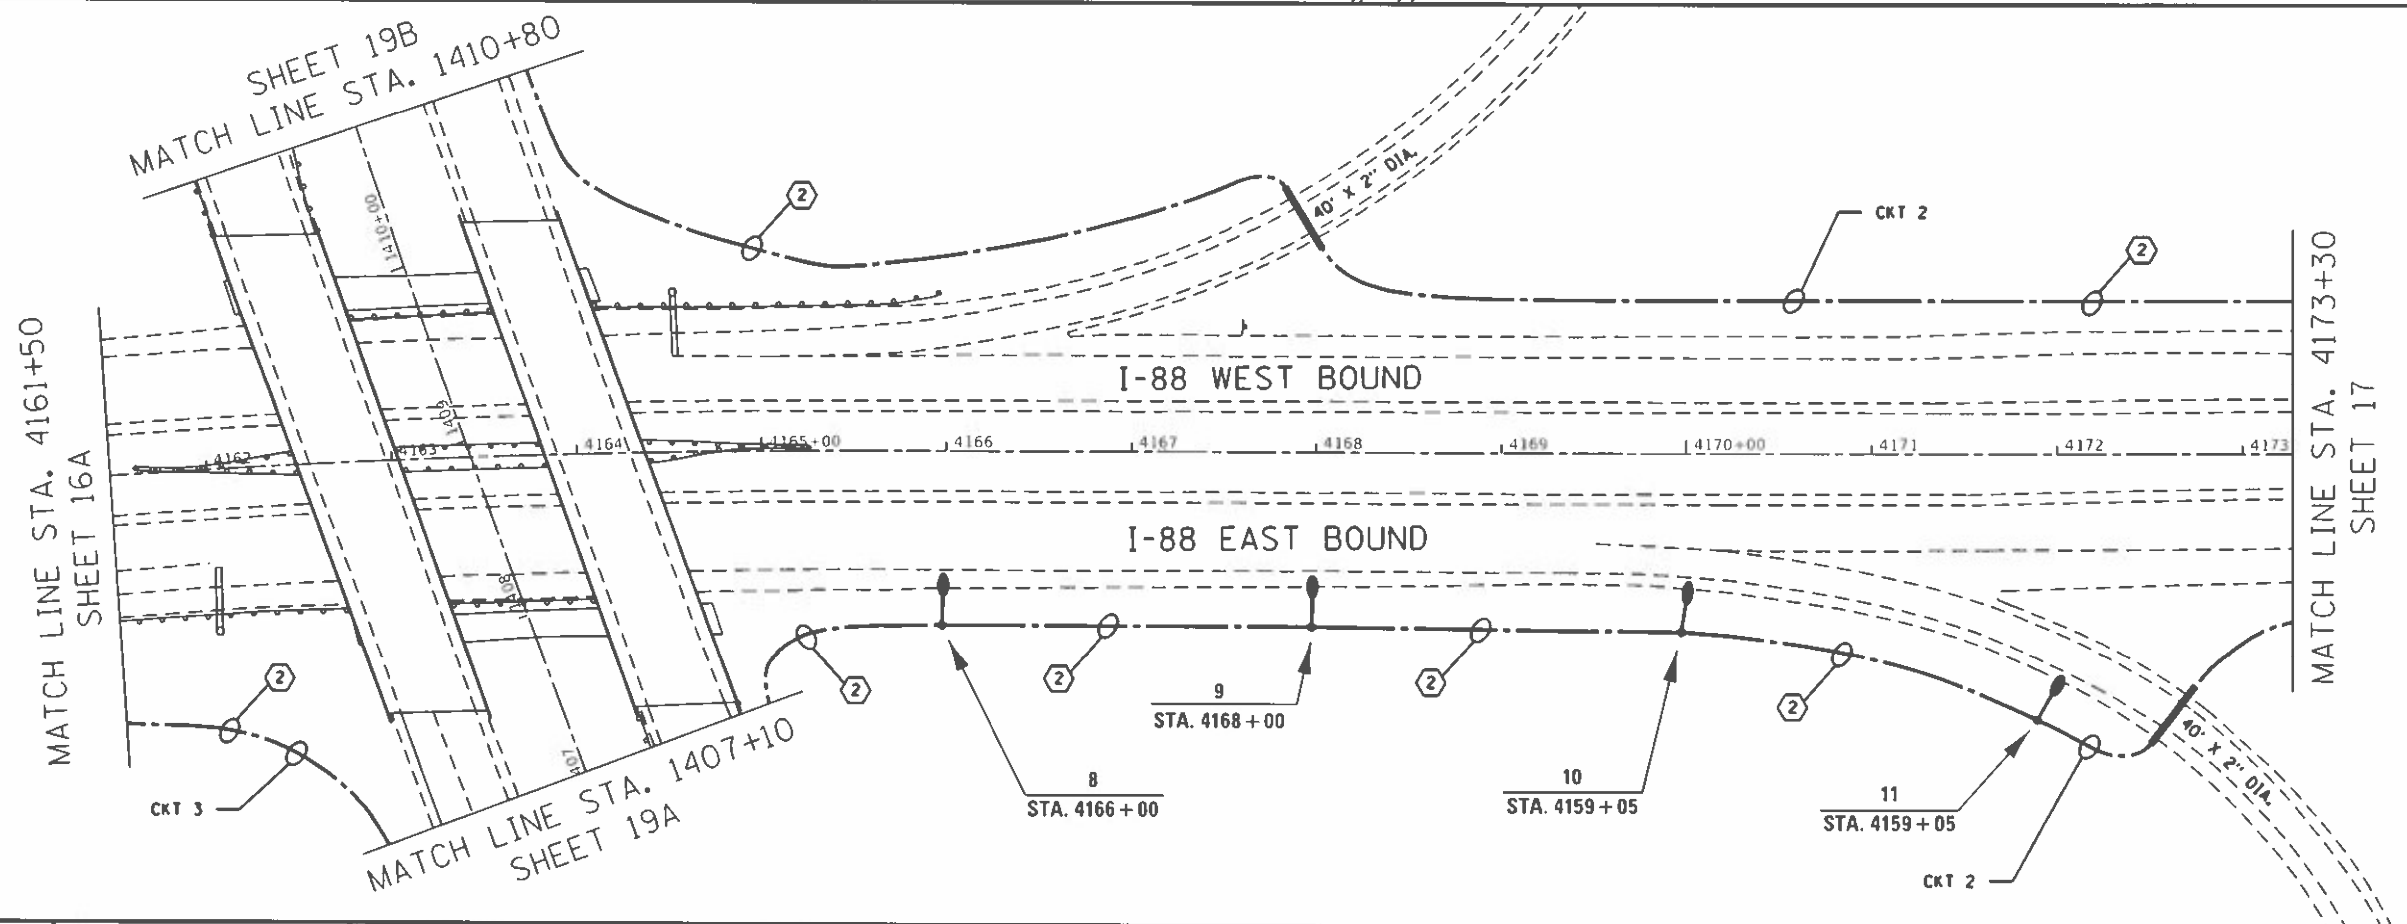 SHEET 19B
MATCH LINE STA. 1410+80
1410+00
2
40' X 2" DIA.
CKT 2
2
MATCH LINE STA. 4161+50
SHEET 16A
MATCH LINE STA. 4173+30
SHEET 17
I-88 WEST BOUND
1409
4162
4163
4164
4165+00
4166
4167
4168
4169
4170+00
4171
4172
4173
I-88 EAST BOUND
1408
2
2
2
2
2
9
STA. 4168+00
8
STA. 4166+00
10
STA. 4159+05
11
STA. 4159+05
40' X 2" DIA.
CKT 3
CKT 2
407
MATCH LINE STA. 1407+10
SHEET 19A